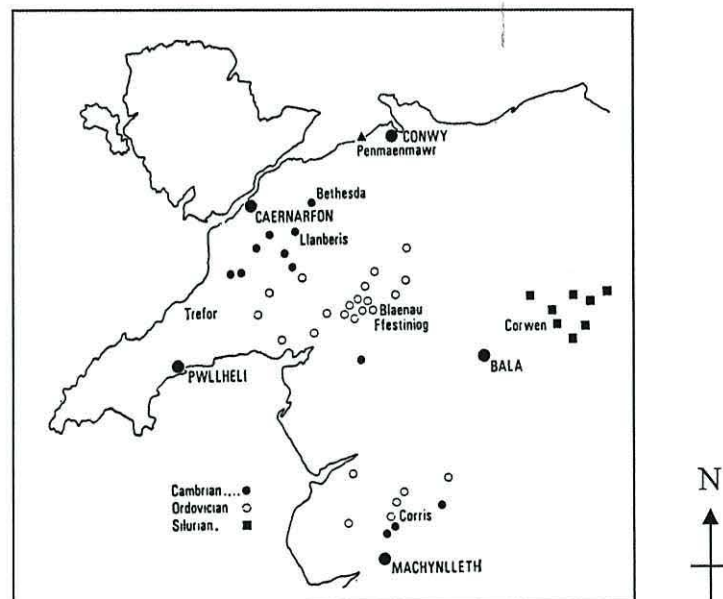 CONWY
Penmaenmawr
Bethesda
CAERNARFON
Llanberis
Trefor
Blaenau
Ffestiniog
Corwen
PWLLHELI
BALA
N
Cambrian....
Ordovician
Silurian.
Corris
MACHYNLLETH